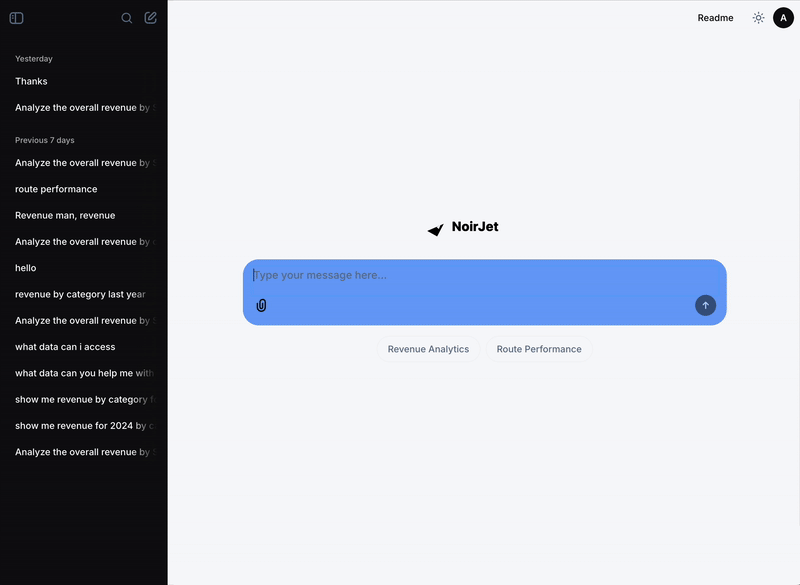 Yesterday
Thanks
Analyze the overall revenue by
Previous 7 days
Analyze the overall revenue by
route performance
Revenue man, revenue
Analyze the overall revenue by
hello
revenue by category last year
Analyze the overall revenue by
what data can i access
what data can you help me with
show me revenue by category
show me revenue for 2024 by
Analyze the overall revenue by
Readme
A
NoirJet
Type your message here...
Revenue Analytics
Route Performance